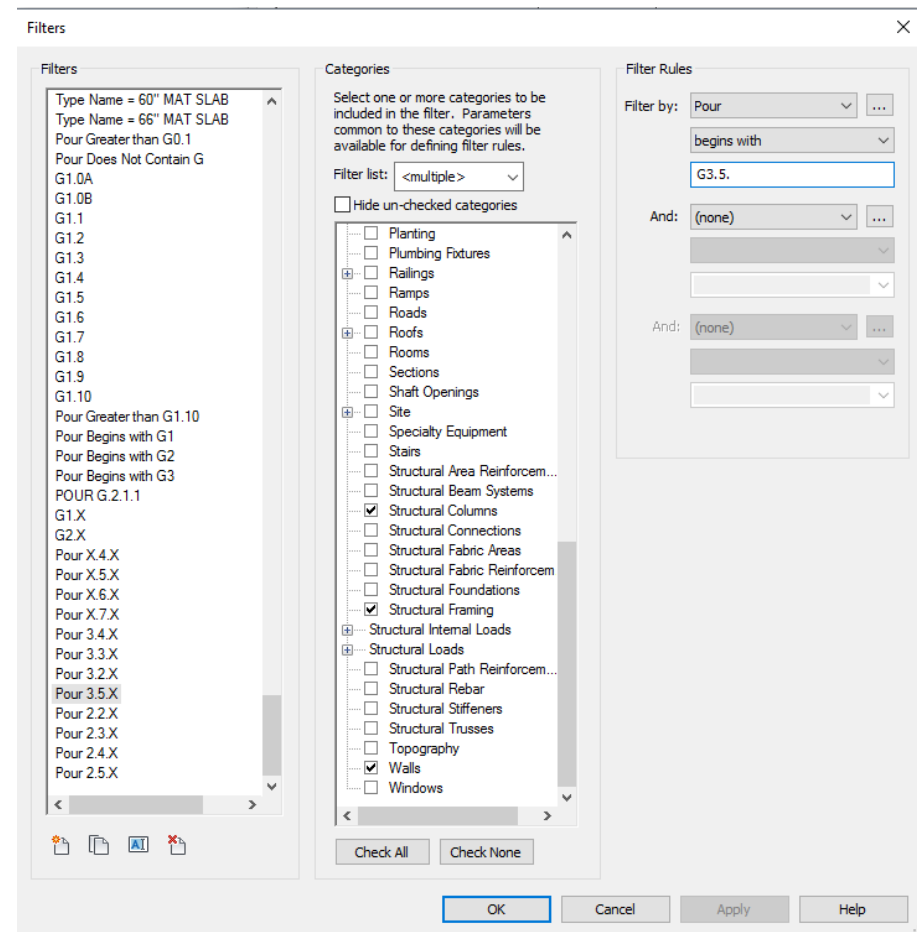 Filters
Filters
Type Name = 60" MAT SLAB
Type Name = 66" MAT SLAB
Pour Greater than G0.1
Pour Does Not Contain G
G1.0A
G1.0B
G1.1
G1.2
G1.3
G1.4
G1.5
G1.6
G1.7
G1.8
G1.9
G1.10
Pour Greater than G1.10
Pour Begins with G1
Pour Begins with G2
Pour Begins with G3
POUR G.2.1.1
G1.X
G2.X
Pour X.4.X
Pour X.5.X
Pour X.6.X
Pour X.7.X
Pour 3.4.X
Pour 3.3.X
Pour 3.2.X
Pour 3.5.X
Pour 2.2.X
Pour 2.3.X
Pour 2.4.X
Pour 2.5.X
Categories
Select one or more categories to be
included in the filter. Parameters
common to these categories will be
available for defining filter rules.
Filter list: <multiple>
Hide un-checked categories
Planting
Plumbing Fixtures
Railings
Ramps
Roads
Roofs
Rooms
Sections
Shaft Openings
Site
Specialty Equipment
Stairs
Structural Area Reinforcem...
Structural Beam Systems
Structural Columns
Structural Connections
Structural Fabric Areas
Structural Fabric Reinforcem
Structural Foundations
Structural Framing
Structural Internal Loads
Structural Loads
Structural Path Reinforcem...
Structural Rebar
Structural Stiffeners
Structural Trusses
Topography
Walls
Windows
Check All Check None
Filter Rules
Filter by: Pour ...
begins with
G3.5.
And: (none) ...
And: (none) ...
OK Cancel Apply Help